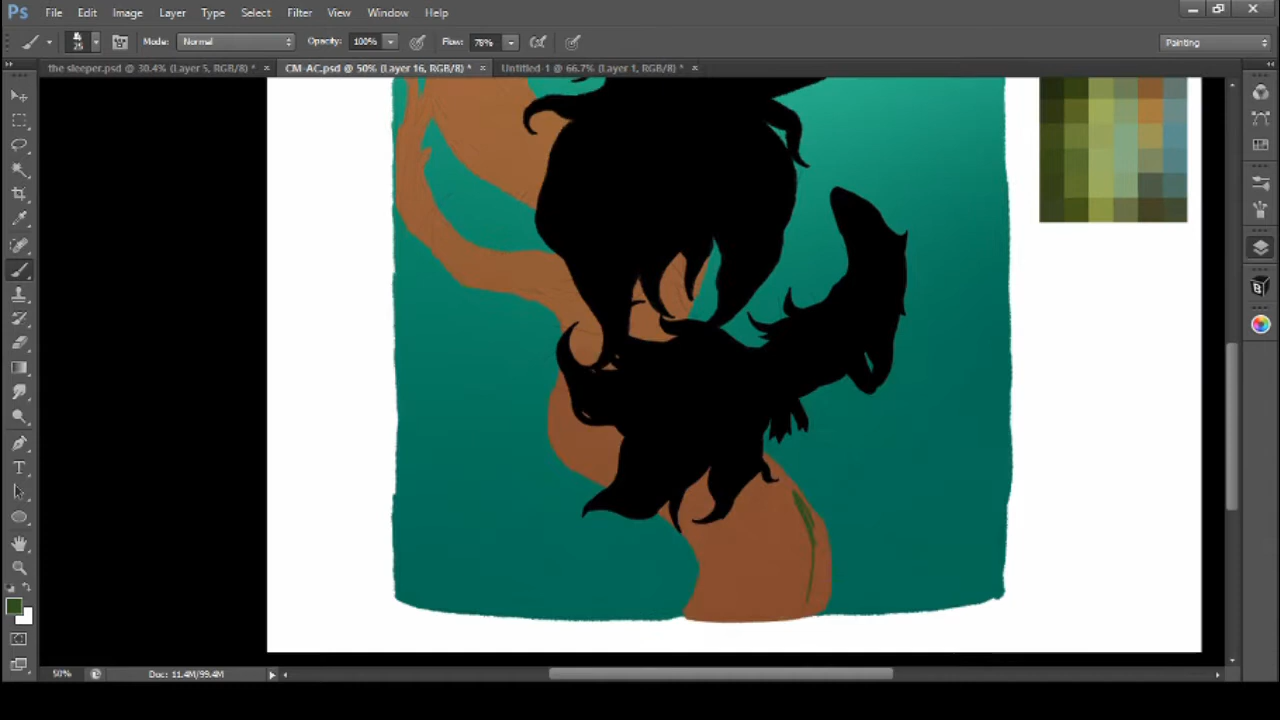 Ps File Edit Image Layer Type Select Filter View Window Help
25 Mode: Normal Opacity: 100% Flow: 78% Painting
the sleeper.psd @ 30.4% (Layer 5, RGB/8) * × CM-AC.psd @ 50% (Layer 16, RGB/8) * × Untitled-1 @ 66.7% (Layer 1, RGB/8) * ×
T
50% Doc: 11.4M/99.4M